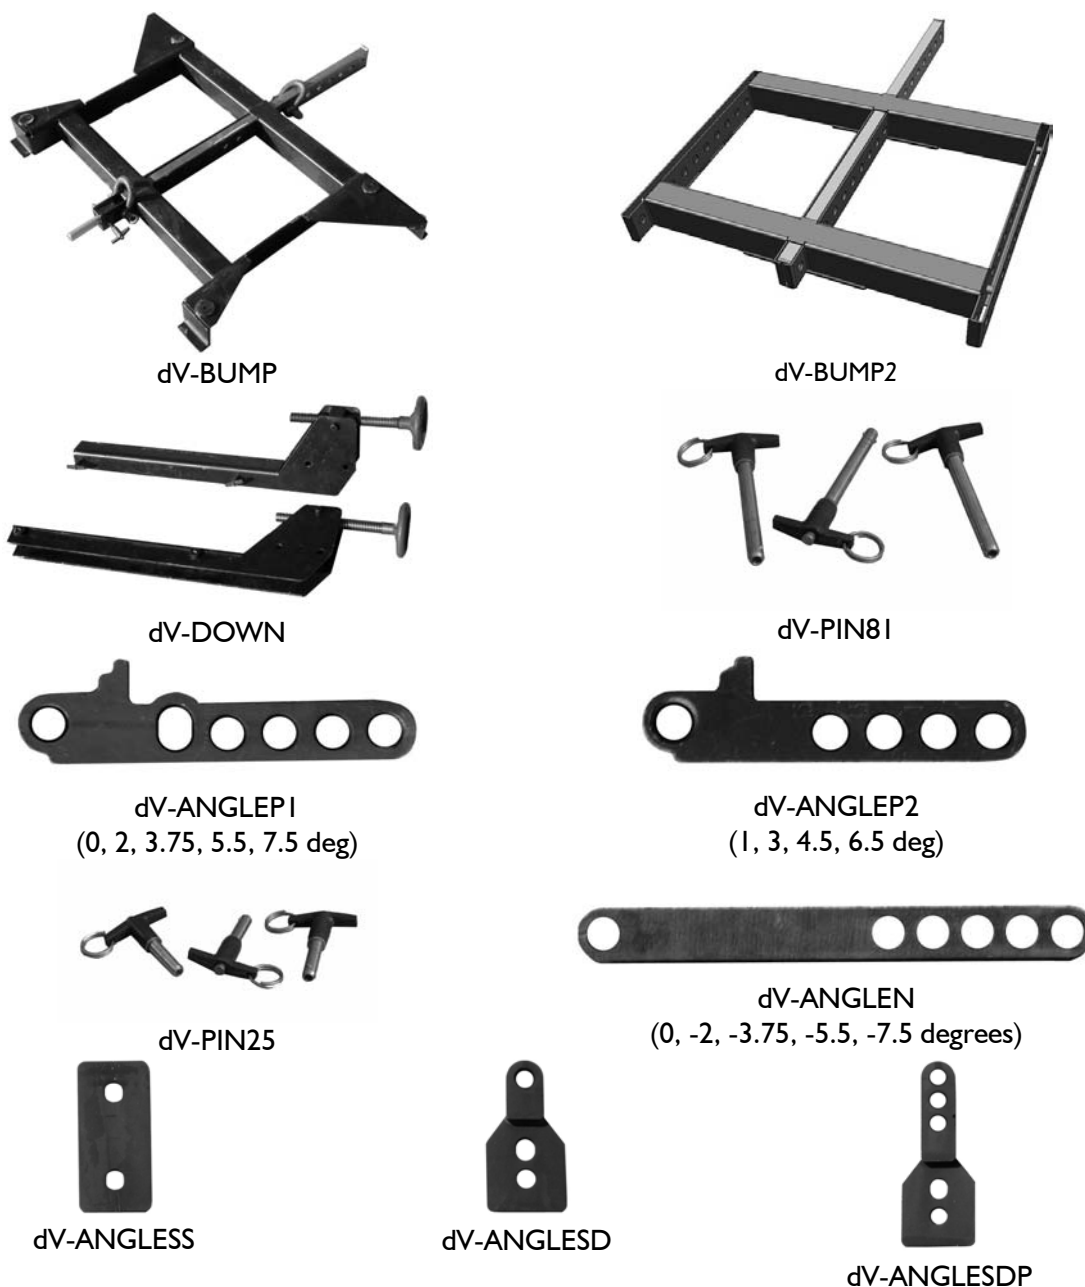 dV-BUMP
dV-BUMP2
dV-DOWN
dV-PIN81
dV-ANGLEP1
(0, 2, 3.75, 5.5, 7.5 deg)
dV-ANGLEP2
(1, 3, 4.5, 6.5 deg)
dV-PIN25
dV-ANGLEN
(0, -2, -3.75, -5.5, -7.5 degrees)
dV-ANGLESS
dV-ANGLESD
dV-ANGLESDP